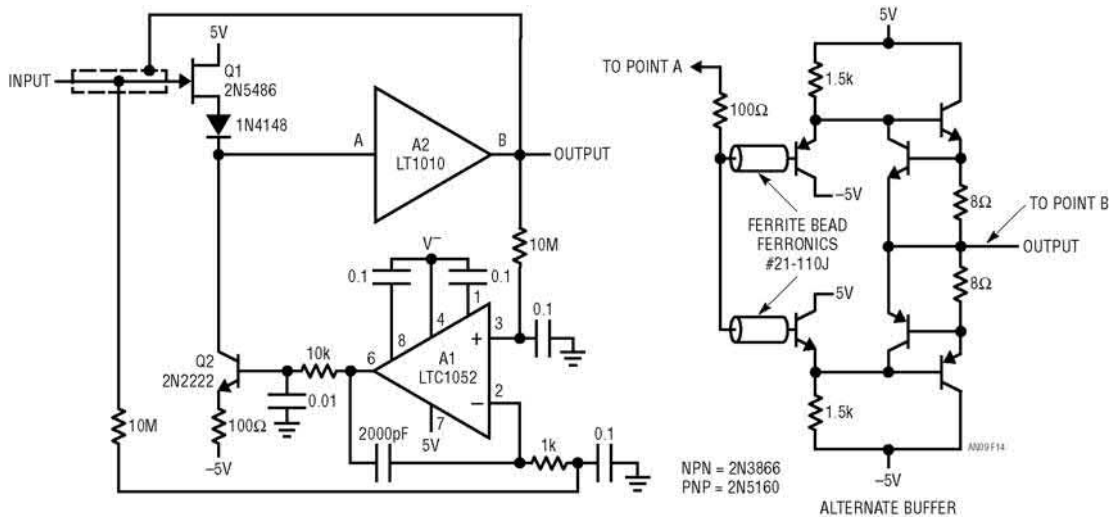 5V
INPUT
Q1
2N5486
1N4148
A
A2
LT1010
B
OUTPUT
10M
V–
0.1
0.1
1
8
4
3
+
0.1
A1
LTC1052
Q2
2N2222
10k
6
2
–
0.01
7
5V
10M
100Ω
–5V
2000pF
1k
0.1
5V
TO POINT A
1.5k
100Ω
–5V
8Ω
TO POINT B
FERRITE BEAD
FERRONICS
#21-110J
OUTPUT
8Ω
5V
1.5k
AN09 F14
NPN = 2N3866
PNP = 2N5160
–5V
ALTERNATE BUFFER